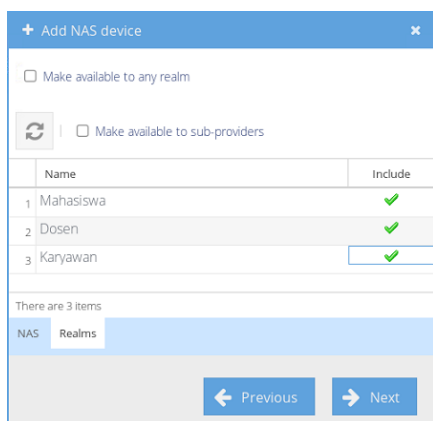 Add NAS device
Make available to any realm
Make available to sub-providers
Name Include
1 Mahasiswa
2 Dosen
3 Karyawan
There are 3 items
NAS Realms
Previous Next